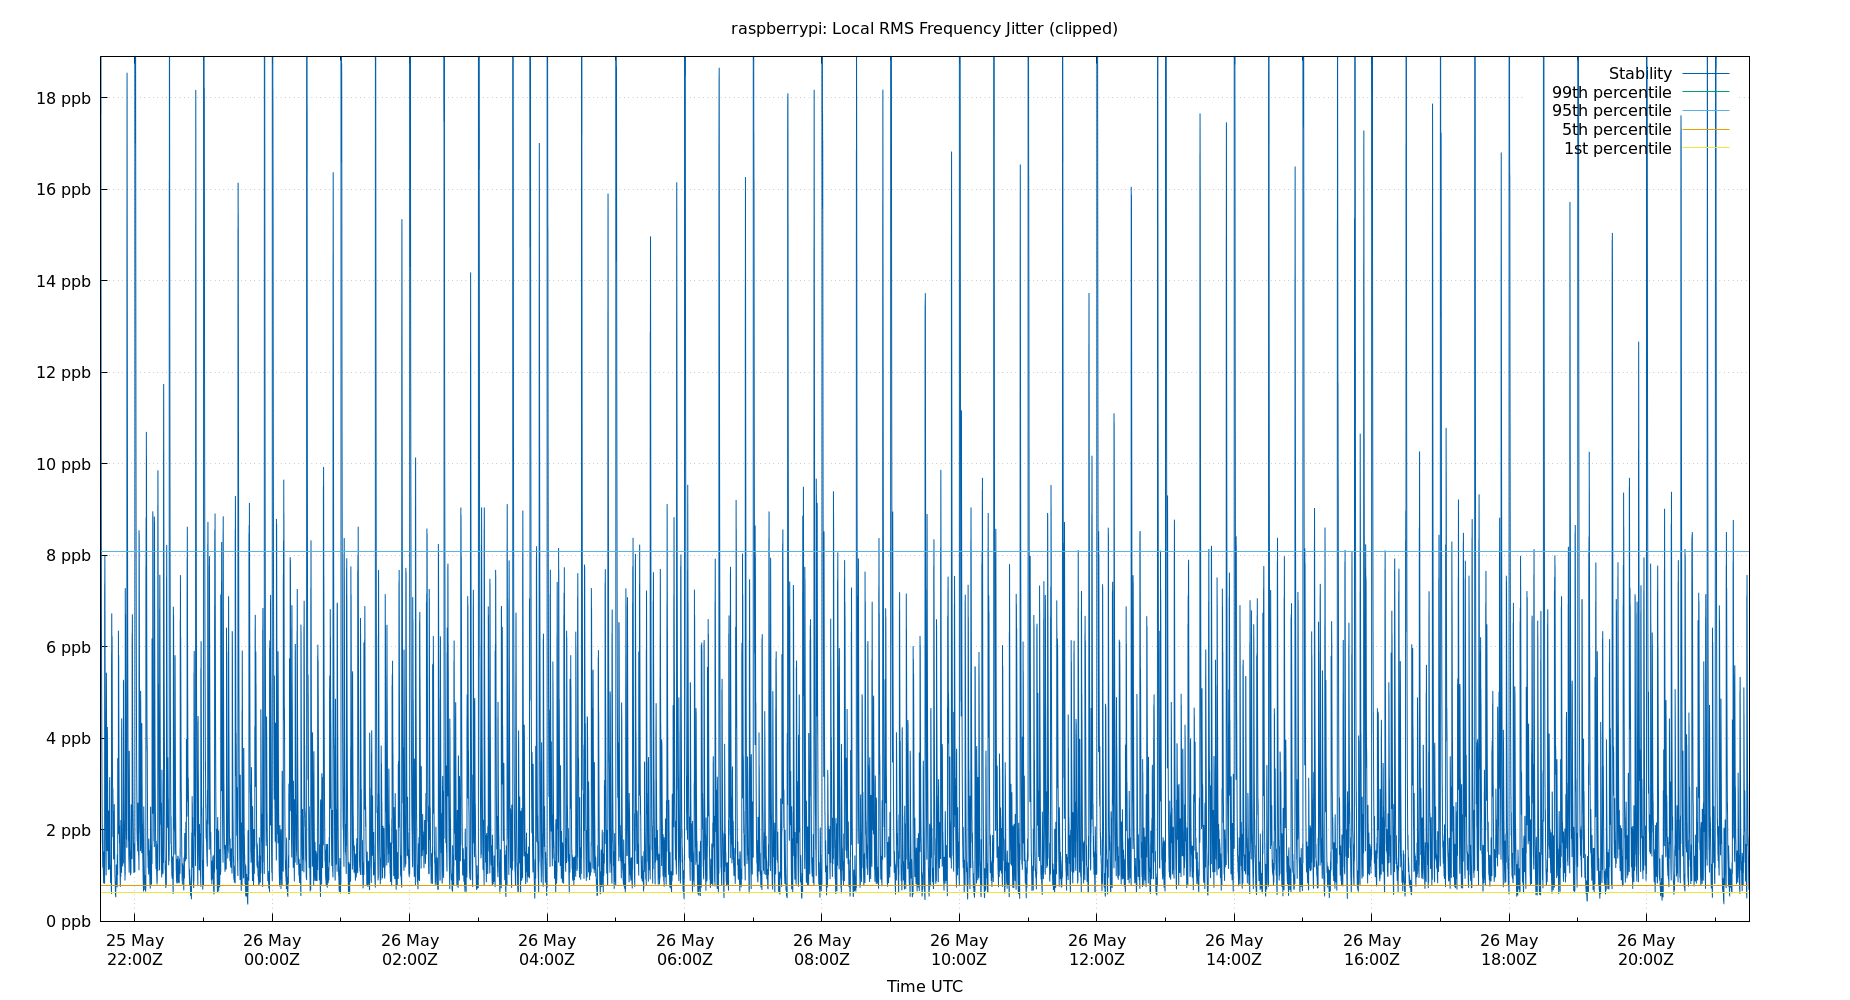 raspberrypi: Local RMS Frequency Jitter (clipped)
Stability
99th percentile
95th percentile
5th percentile
1st percentile
18 ppb
16 ppb
14 ppb
12 ppb
10 ppb
8 ppb
6 ppb
4 ppb
2 ppb
0 ppb
25 May 26 May 26 May 26 May 26 May 26 May 26 May 26 May 26 May 26 May 26 May 26 May
22:00Z 00:00Z 02:00Z 04:00Z 06:00Z 08:00Z 10:00Z 12:00Z 14:00Z 16:00Z 18:00Z 20:00Z
Time UTC